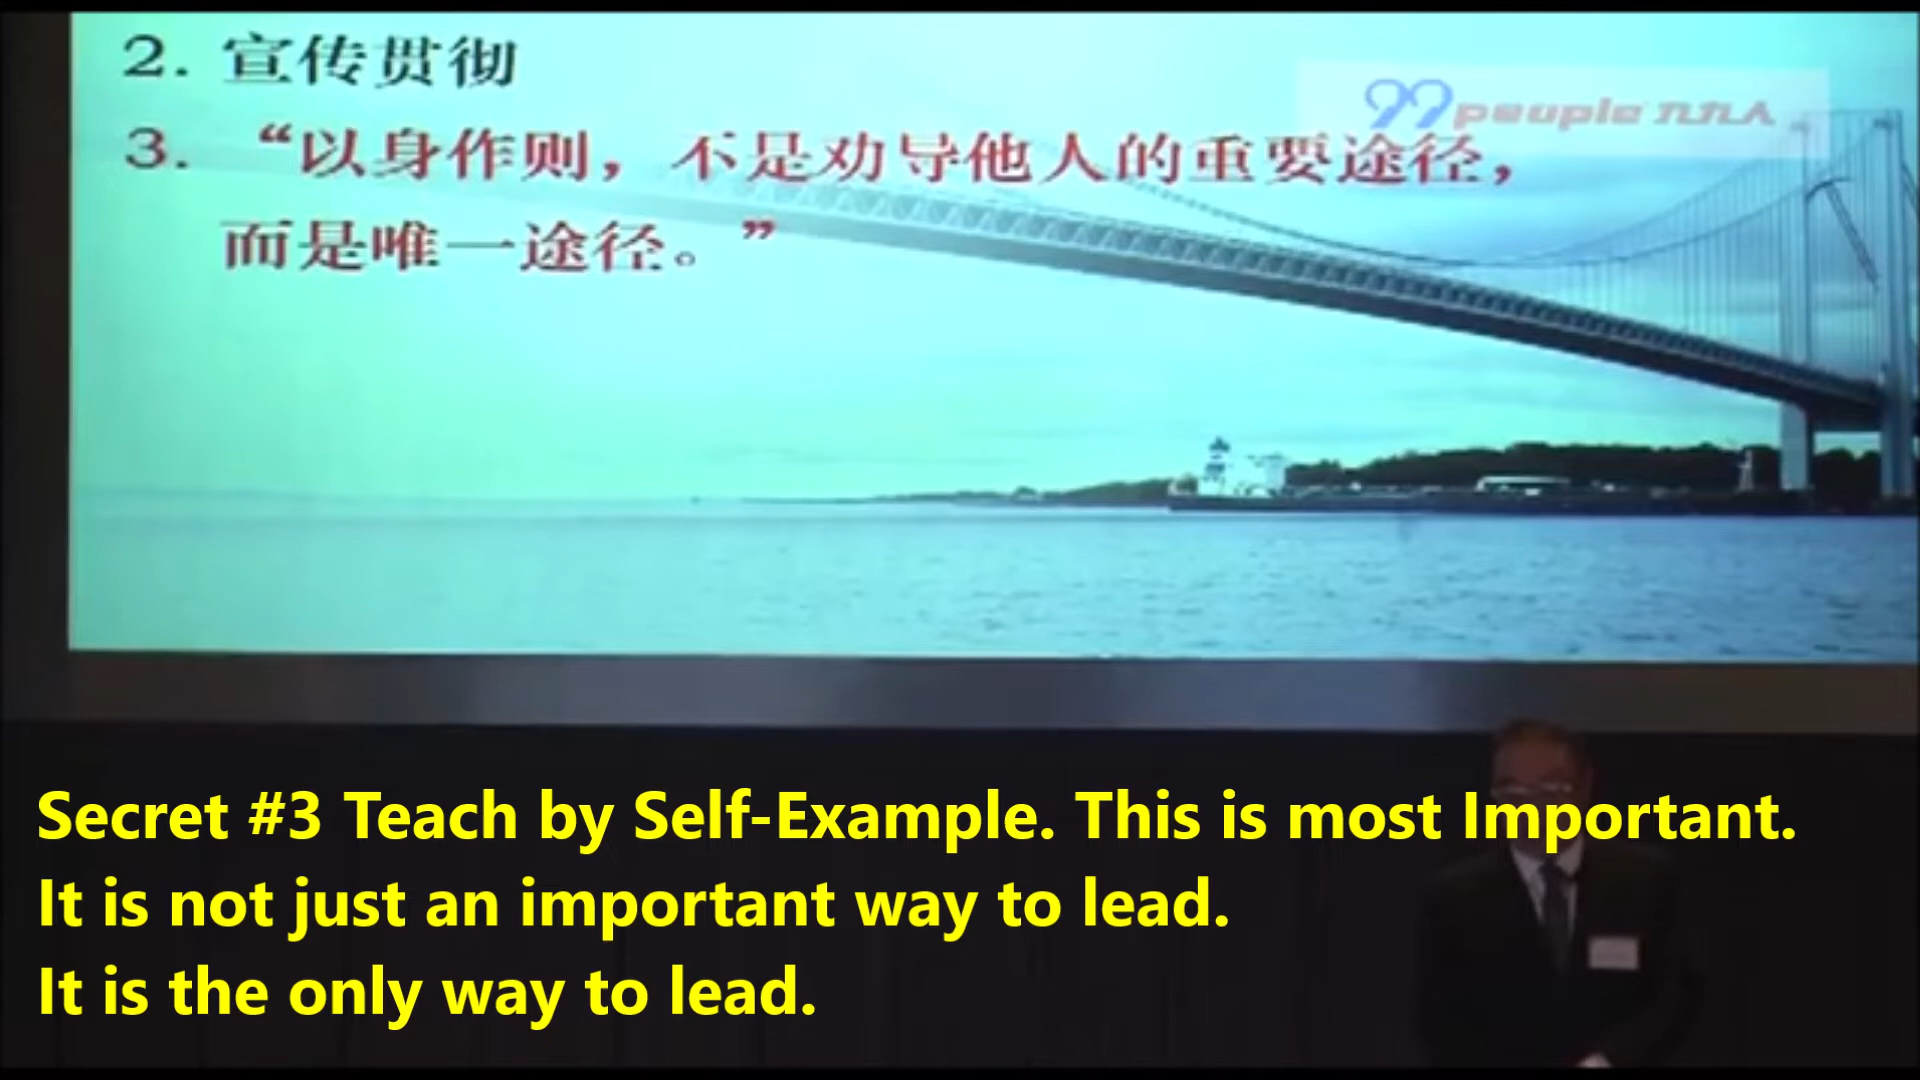 2. 宣传贯彻
99people 九九人
3. “以身作则，不是劝导他人的重要途径，
而是唯一途径。”
Secret #3 Teach by Self-Example. This is most Important.
It is not just an important way to lead.
It is the only way to lead.